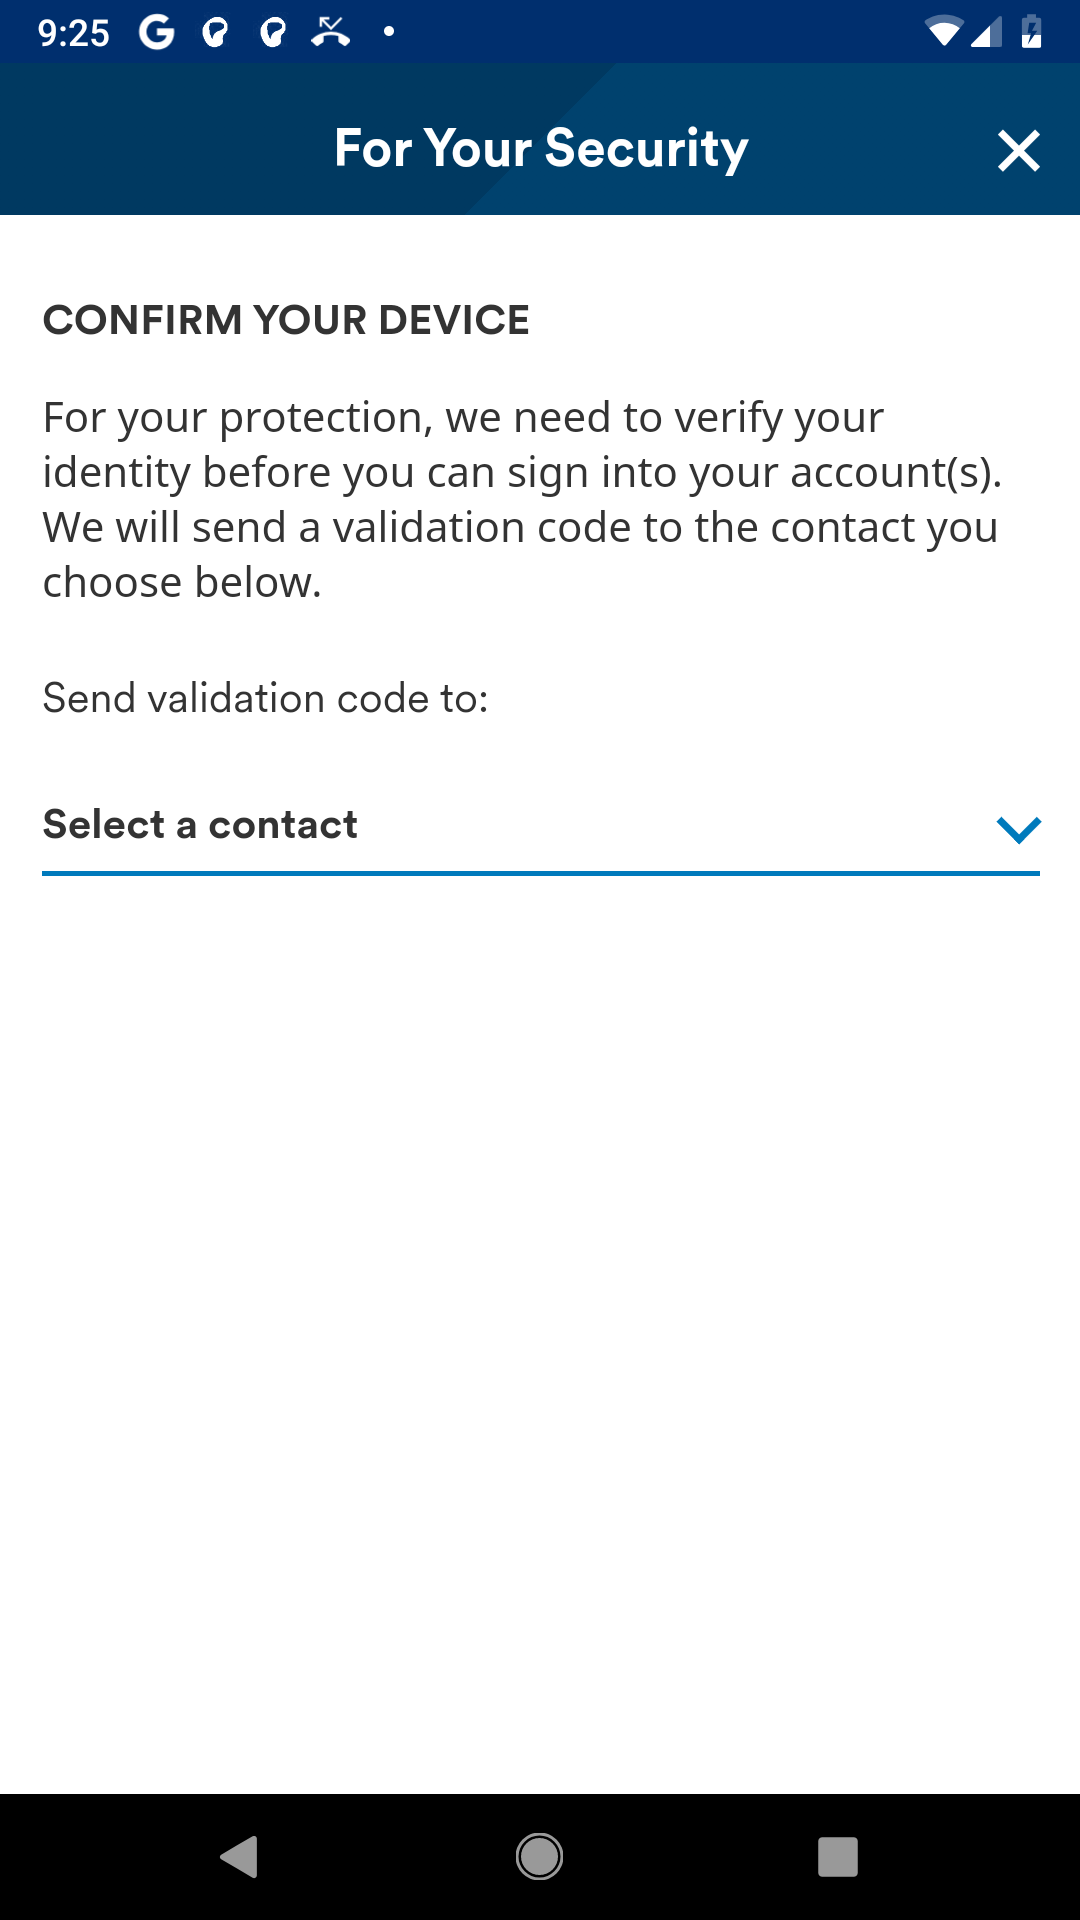 9:25
For Your Security
CONFIRM YOUR DEVICE
For your protection, we need to verify your
identity before you can sign into your account(s).
We will send a validation code to the contact you
choose below.
Send validation code to:
Select a contact